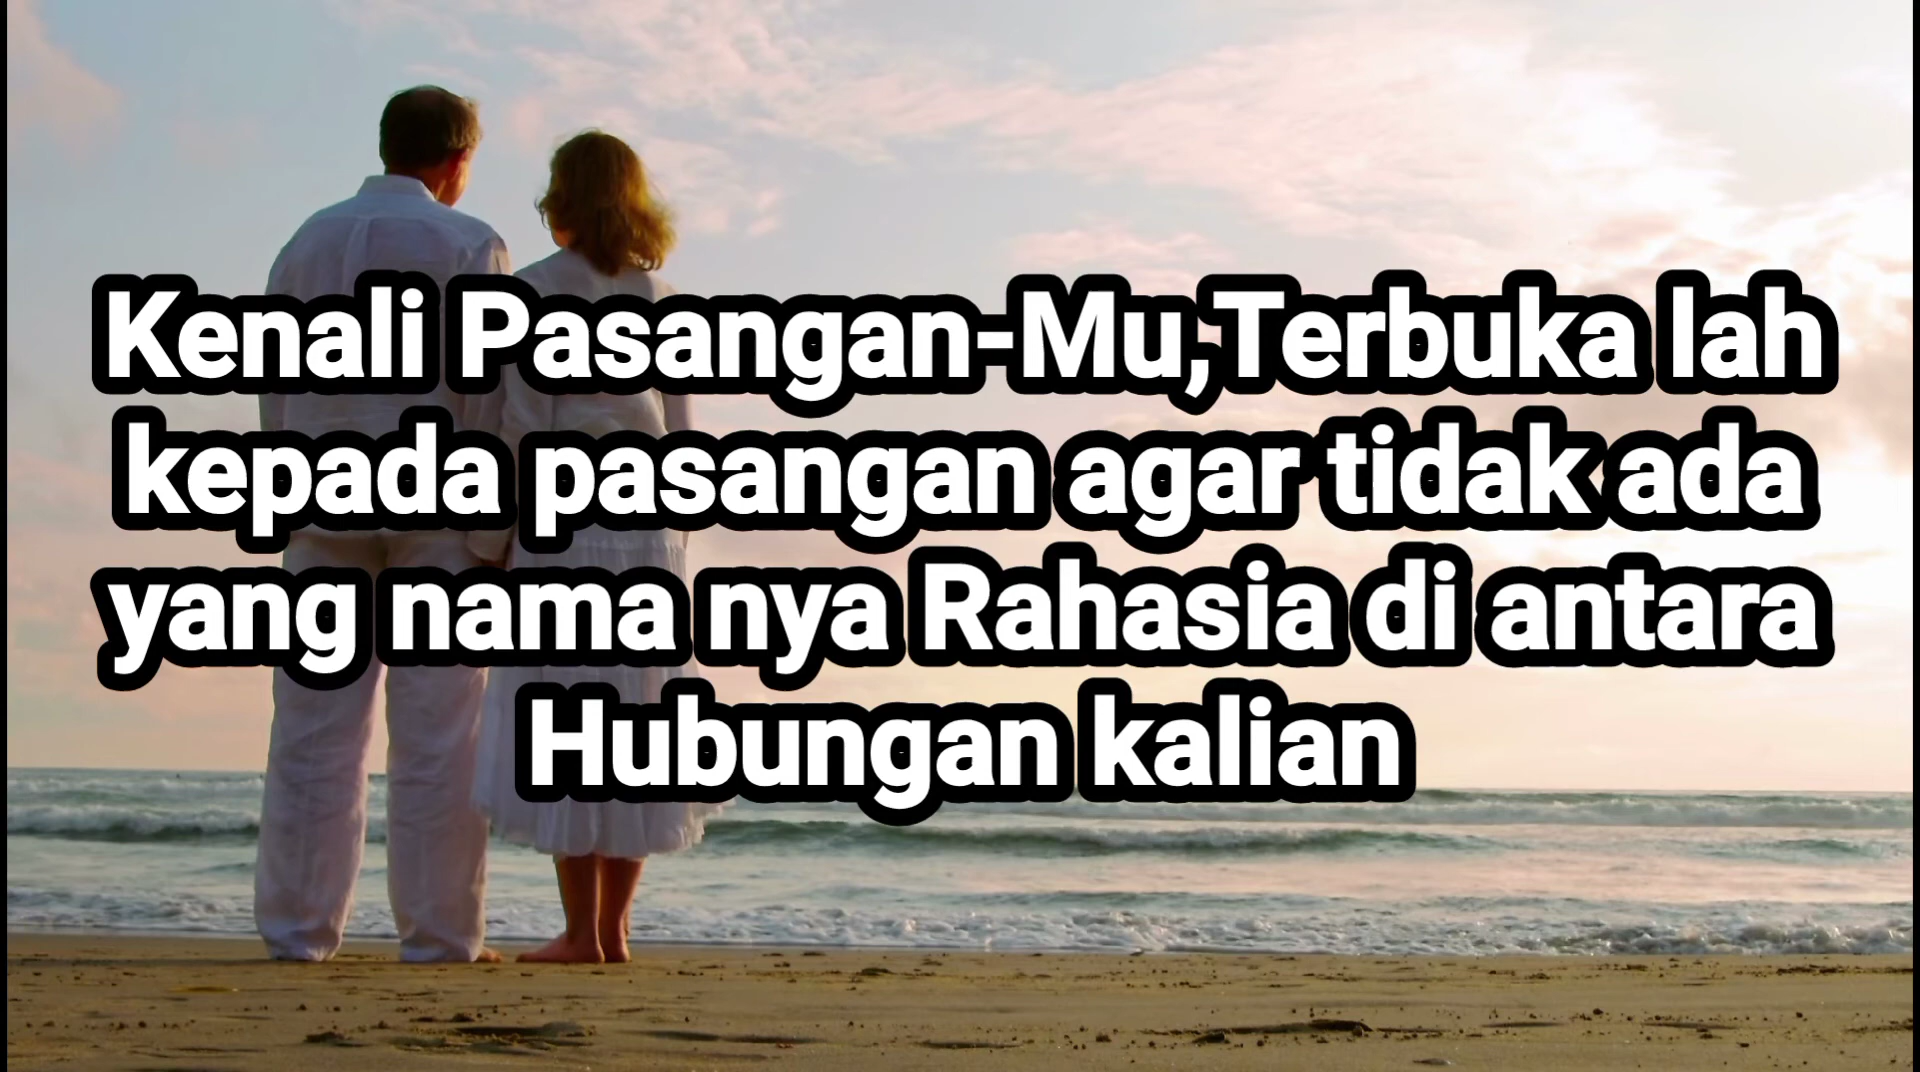 Kenali Pasangan-Mu,Terbuka lah
kepada pasangan agar tidak ada
yang nama nya Rahasia di antara
Hubungan kalian